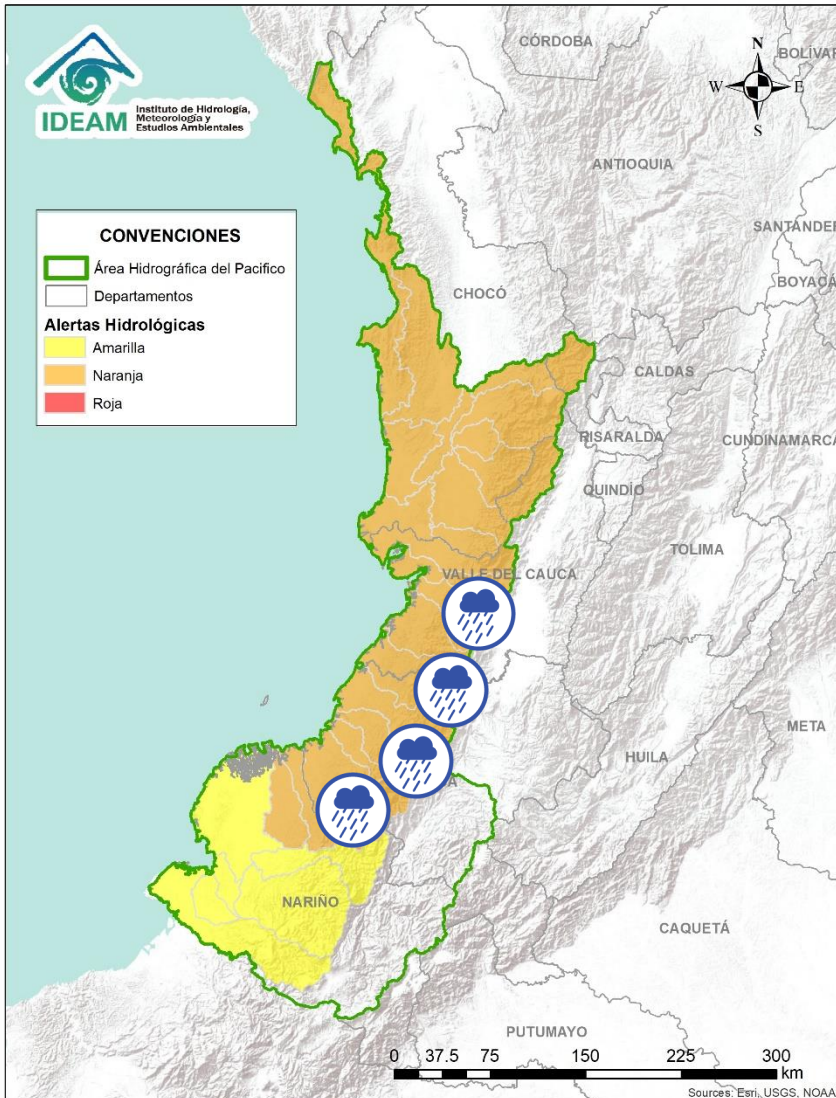 IDEAM
Instituto de Hidrología,
Meteorología y
Estudios Ambientales
CÓRDOBA
BOLÍVAR
N
W
E
S
ANTIOQUIA
SANTANDER
BOYACÁ
CONVENCIONES
Área Hidrográfica del Pacifico
Departamentos
Alertas Hidrológicas
Amarilla
Naranja
Roja
CHOCÓ
CALDAS
RISARALDA
CUNDINAMARCA
QUINDÍO
TOLIMA
VALLE DEL CAUCA
META
HUILA
A
NARIÑO
CAQUETÁ
PUTUMAYO
0 37.5 75 150 225 300
km
Sources: Esri, USGS, NOAA